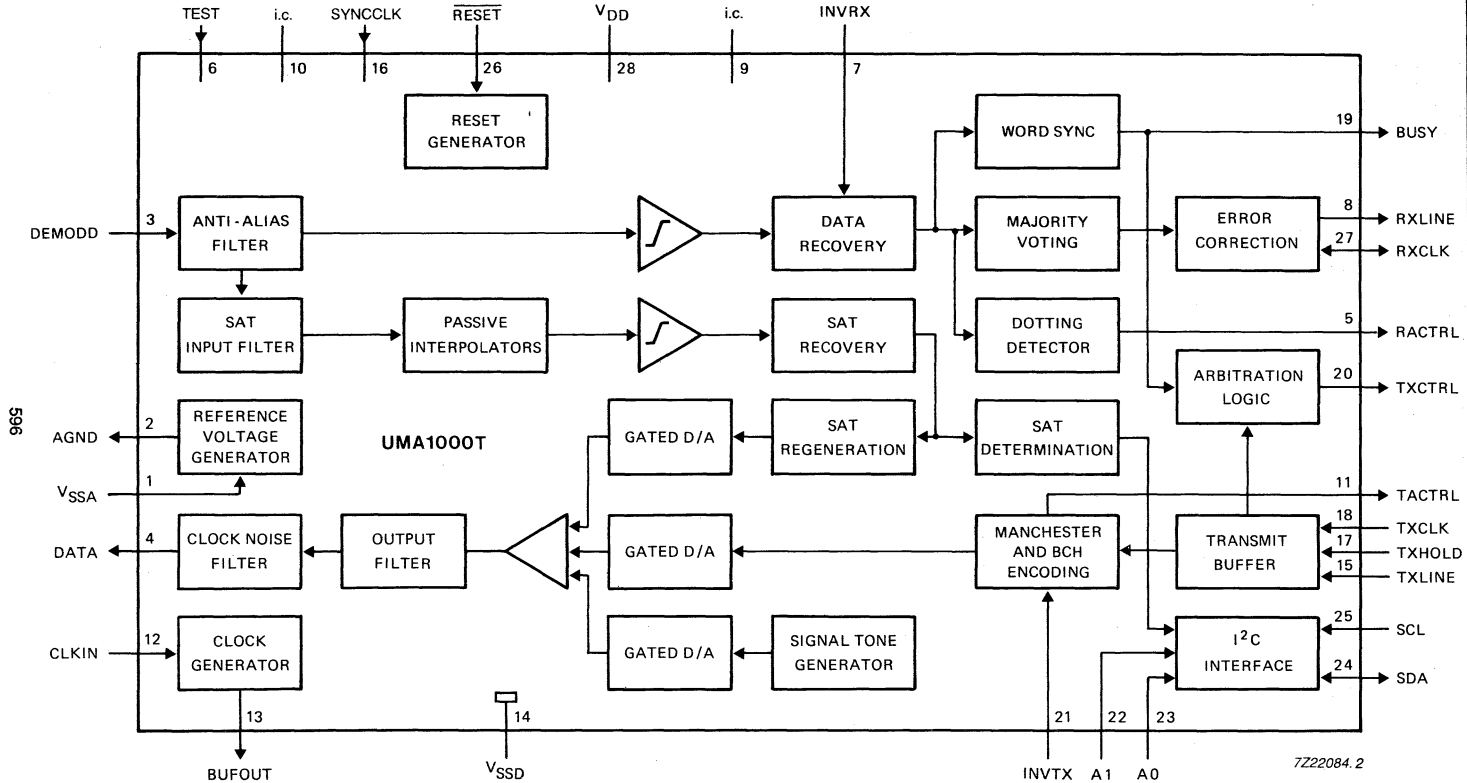 TEST i.c. SYNCCLK RESET VDD i.c. INVRX
6 10 16 26 28 9 7
RESET
GENERATOR
WORD SYNC
19
BUSY
DEMODD
3
ANTI-ALIAS
FILTER
DATA
RECOVERY
MAJORITY
VOTING
ERROR
CORRECTION
8
RXLINE
27
RXCLK
SAT
INPUT FILTER
PASSIVE
INTERPOLATORS
SAT
RECOVERY
DOTTING
DETECTOR
5
RACTRL
ARBITRATION
LOGIC
20
TXCTRL
596
AGND
2
REFERENCE
VOLTAGE
GENERATOR
UMA1000T
GATED D/A
SAT
REGENERATION
SAT
DETERMINATION
VSSA
1
11
TACTRL
DATA
4
CLOCK NOISE
FILTER
OUTPUT
FILTER
GATED D/A
MANCHESTER
AND BCH
ENCODING
TRANSMIT
BUFFER
18
TXCLK
17
TXHOLD
15
TXLINE
CLKIN
12
CLOCK
GENERATOR
GATED D/A
SIGNAL TONE
GENERATOR
I²C
INTERFACE
25
SCL
24
SDA
13 14 21 22 23
BUFOUT VSSD INVTX A1 A0
7Z22084.2